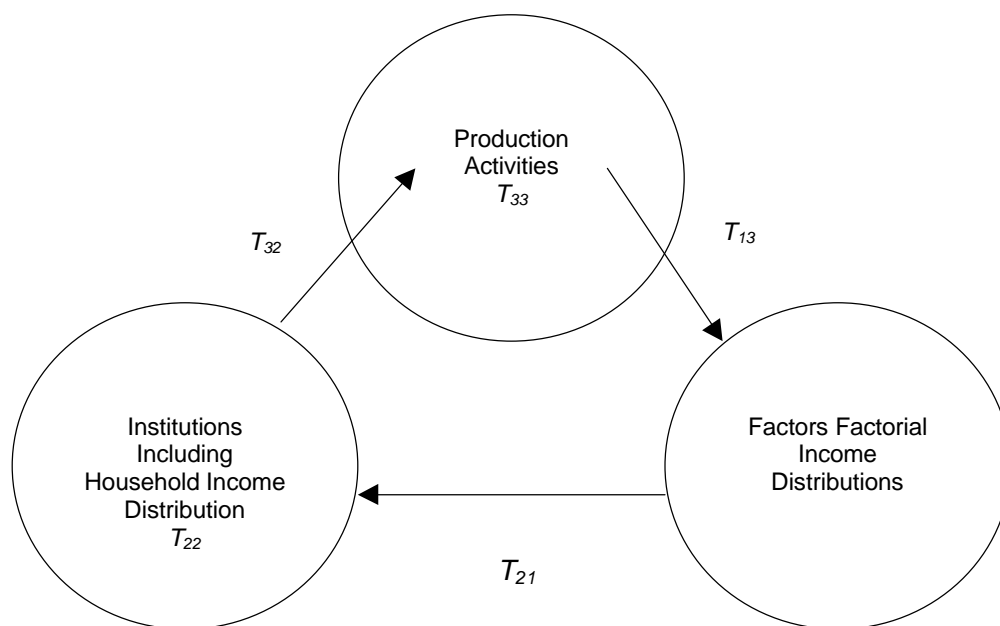 Production
Activities
T33
T32
T13
Institutions
Including
Household Income
Distribution
T22
Factors Factorial
Income
Distributions
T21